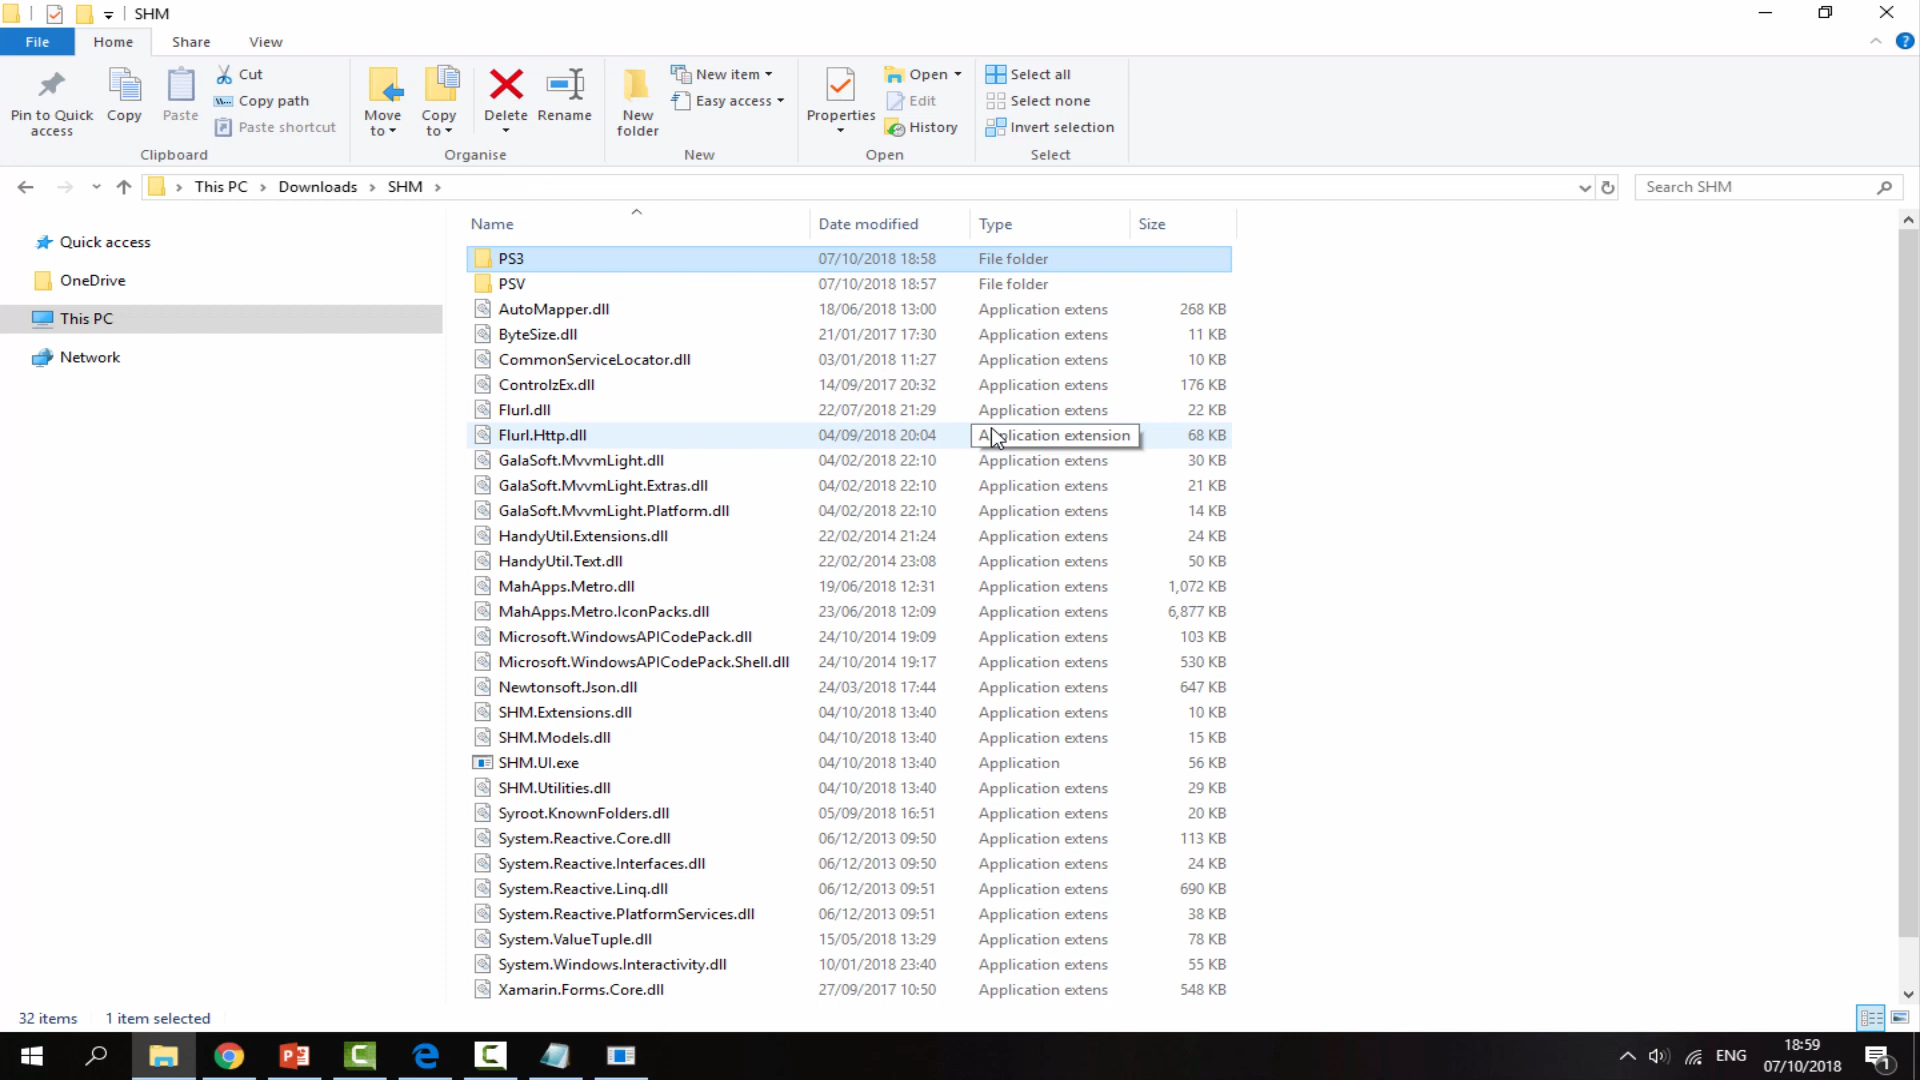 SHM
File
Home
Share
View
Pin to Quick access
Copy
Paste
Cut
Copy path
Paste shortcut
Clipboard
Move to
Copy to
Delete
Rename
Organise
New folder
New item
Easy access
New
Properties
Open
Edit
History
Open
Select all
Select none
Invert selection
Select
This PC > Downloads > SHM >
Search SHM
Quick access
OneDrive
This PC
Network
Name Date modified Type Size
PS3 07/10/2018 18:58 File folder
PSV 07/10/2018 18:57 File folder
AutoMapper.dll 18/06/2018 13:00 Application extens 268 KB
ByteSize.dll 21/01/2017 17:30 Application extens 11 KB
CommonServiceLocator.dll 03/01/2018 11:27 Application extens 10 KB
ControlzEx.dll 14/09/2017 20:32 Application extens 176 KB
Flurl.dll 22/07/2018 21:29 Application extens 22 KB
Flurl.Http.dll 04/09/2018 20:04 Application extension 68 KB
GalaSoft.MvvmLight.dll 04/02/2018 22:10 Application extens 30 KB
GalaSoft.MvvmLight.Extras.dll 04/02/2018 22:10 Application extens 21 KB
GalaSoft.MvvmLight.Platform.dll 04/02/2018 22:10 Application extens 14 KB
HandyUtil.Extensions.dll 22/02/2014 21:24 Application extens 24 KB
HandyUtil.Text.dll 22/02/2014 23:08 Application extens 50 KB
MahApps.Metro.dll 19/06/2018 12:31 Application extens 1,072 KB
MahApps.Metro.IconPacks.dll 23/06/2018 12:09 Application extens 6,877 KB
Microsoft.WindowsAPICodePack.dll 24/10/2014 19:09 Application extens 103 KB
Microsoft.WindowsAPICodePack.Shell.dll 24/10/2014 19:17 Application extens 530 KB
Newtonsoft.Json.dll 24/03/2018 17:44 Application extens 647 KB
SHM.Extensions.dll 04/10/2018 13:40 Application extens 10 KB
SHM.Models.dll 04/10/2018 13:40 Application extens 15 KB
SHM.UI.exe 04/10/2018 13:40 Application 56 KB
SHM.Utilities.dll 04/10/2018 13:40 Application extens 29 KB
Syroot.KnownFolders.dll 05/09/2018 16:51 Application extens 20 KB
System.Reactive.Core.dll 06/12/2013 09:50 Application extens 113 KB
System.Reactive.Interfaces.dll 06/12/2013 09:50 Application extens 24 KB
System.Reactive.Linq.dll 06/12/2013 09:51 Application extens 690 KB
System.Reactive.PlatformServices.dll 06/12/2013 09:51 Application extens 38 KB
System.ValueTuple.dll 15/05/2018 13:29 Application extens 78 KB
System.Windows.Interactivity.dll 10/01/2018 23:40 Application extens 55 KB
Xamarin.Forms.Core.dll 27/09/2017 10:50 Application extens 548 KB
32 items 1 item selected
ENG
18:59
07/10/2018
1